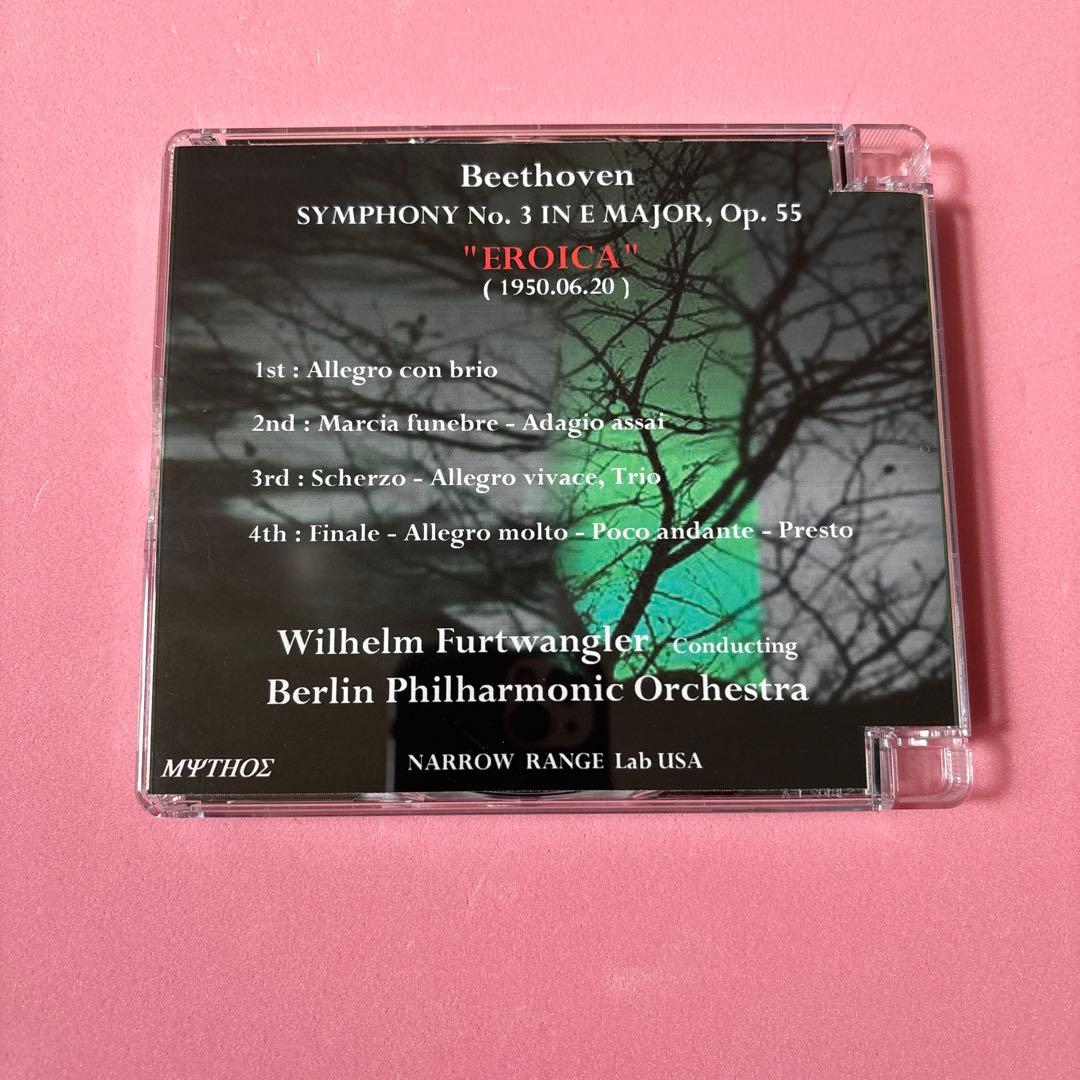 Beethoven
SYMPHONY No. 3 IN E MAJOR, Op. 55
"EROICA"
( 1950.06.20 )
1st : Allegro con brio
2nd : Marcia funebre - Adagio assai
3rd : Scherzo - Allegro vivace, Trio
4th : Finale - Allegro molto - Poco andante - Presto
Wilhelm Furtwangler Conducting
Berlin Philharmonic Orchestra
NARROW RANGE Lab USA
MΨTHOΣ